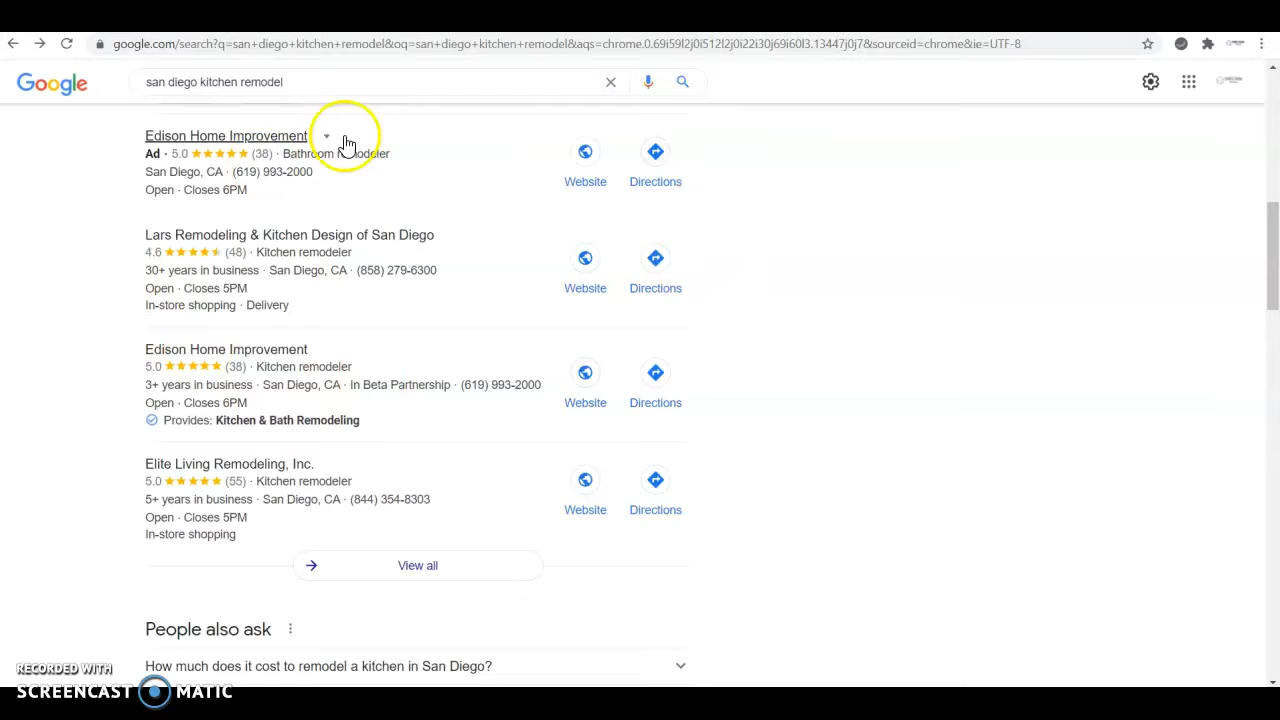 google.com/search?q=san+diego+kitchen+remodel&oq=san+diego+kitchen+remodel&aqs=chrome.0.69i59l2j0i512l2j0i22i30j69i60l3.13447j0j7&sourceid=chrome&ie=UTF-8
Google
san diego kitchen remodel
Edison Home Improvement
Ad · 5.0 (38) · Bathroom remodeler
San Diego, CA · (619) 993-2000
Open · Closes 6PM
Website
Directions
Lars Remodeling & Kitchen Design of San Diego
4.6 (48) · Kitchen remodeler
30+ years in business · San Diego, CA · (858) 279-6300
Open · Closes 5PM
In-store shopping · Delivery
Website
Directions
Edison Home Improvement
5.0 (38) · Kitchen remodeler
3+ years in business · San Diego, CA · In Beta Partnership · (619) 993-2000
Open · Closes 6PM
Provides: Kitchen & Bath Remodeling
Website
Directions
Elite Living Remodeling, Inc.
5.0 (55) · Kitchen remodeler
5+ years in business · San Diego, CA · (844) 354-8303
Open · Closes 5PM
In-store shopping
Website
Directions
View all
People also ask
How much does it cost to remodel a kitchen in San Diego?
RECORDED WITH
SCREENCAST MATIC